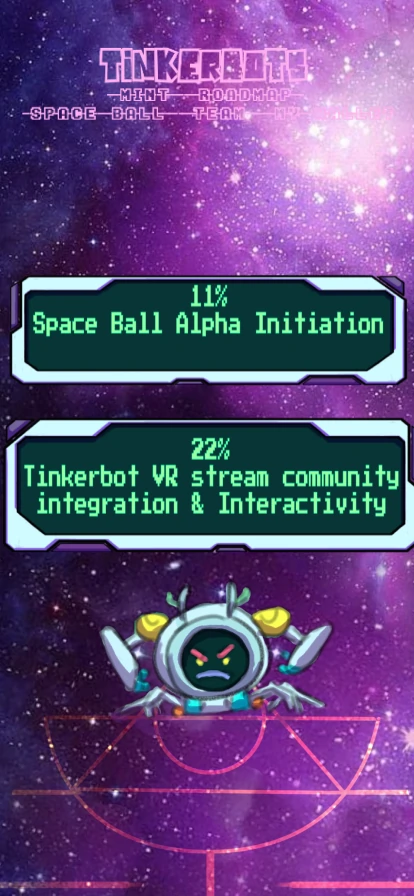 TINKERBOTS
MINT ROADMAP
SPACE BALL TEAM
11%
Space Ball Alpha Initiation
22%
Tinkerbot VR stream community
integration & Interactivity